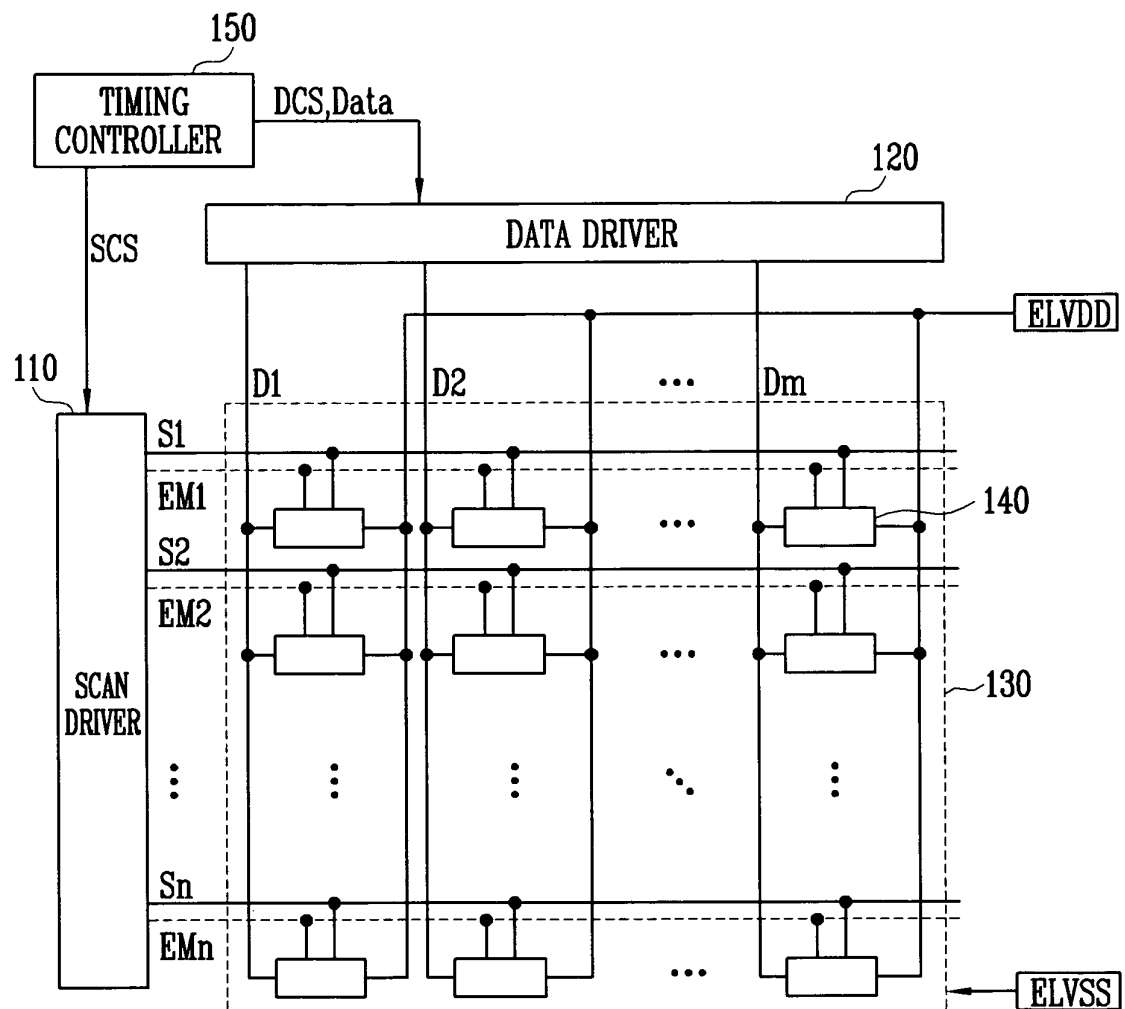 150
TIMING
CONTROLLER
DCS,Data
120
DATA DRIVER
SCS
ELVDD
110
D1
D2
Dm
S1
EM1
140
S2
EM2
130
SCAN
DRIVER
Sn
EMn
ELVSS